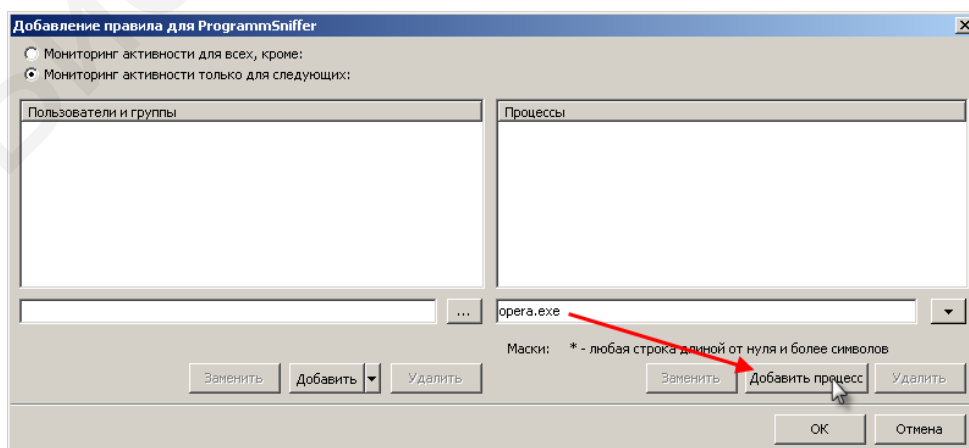 Добавление правила для ProgrammSniffer
Мониторинг активности для всех, кроме:
Мониторинг активности только для следующих:
Пользователи и группы
Процессы
...
opera.exe
Маски: * - любая строка длиной от нуля и более символов
Заменить Добавить Удалить
Заменить Добавить процесс Удалить
OK Отмена